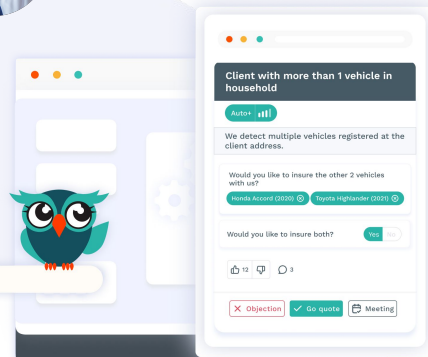 Client with more than 1 vehicle in
household
Auto+
We detect multiple vehicles registered at the
client address.
Would you like to insure the other 2 vehicles
with us?
Honda Accord (2020) Toyota Highlander (2021)
Would you like to insure both? Yes No
12 3
Objection Go quote Meeting